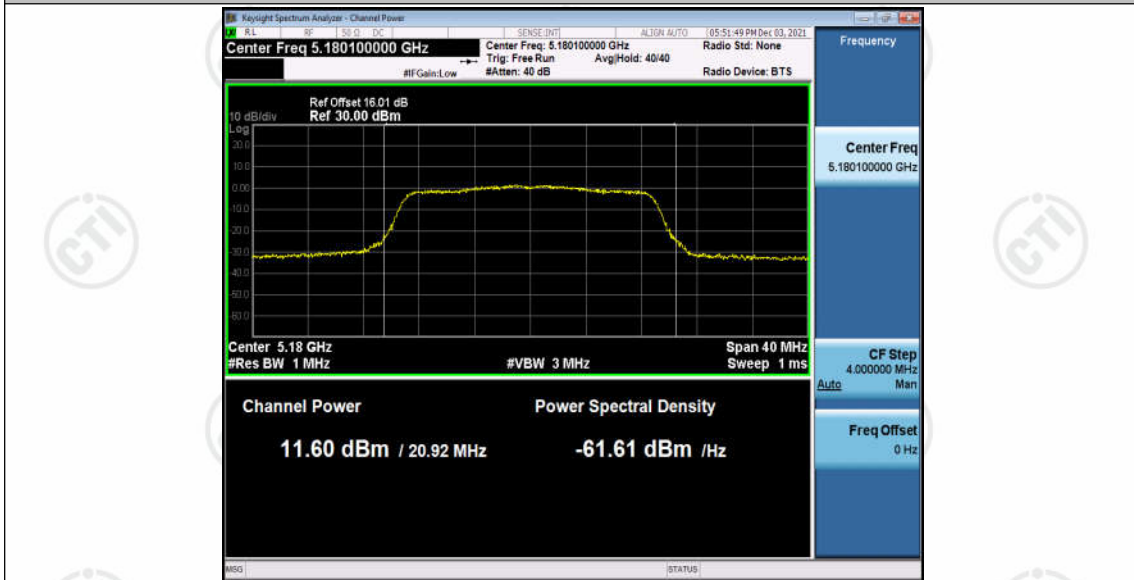 Keysight Spectrum Analyzer - Channel Power
RL RF 50 Ω DC SENSE:INT ALIGN AUTO 05:51:49 PM Dec 03, 2021
Center Freq 5.180100000 GHz
Center Freq: 5.180100000 GHz
Radio Std: None
Trig: Free Run Avg|Hold: 40/40
#IFGain:Low
#Atten: 40 dB
Radio Device: BTS
Frequency
Ref Offset 16.01 dB
10 dB/div Ref 30.00 dBm
Log
20.0
10.0
0.00
-10.0
-20.0
-30.0
-40.0
-50.0
-60.0
Center 5.18 GHz
Span 40 MHz
#Res BW 1 MHz
#VBW 3 MHz
Sweep 1 ms
Center Freq
5.180100000 GHz
CF Step
4.000000 MHz
Auto Man
Freq Offset
0 Hz
Channel Power
Power Spectral Density
11.60 dBm / 20.92 MHz
-61.61 dBm /Hz
MSG
STATUS
CTI
CTI